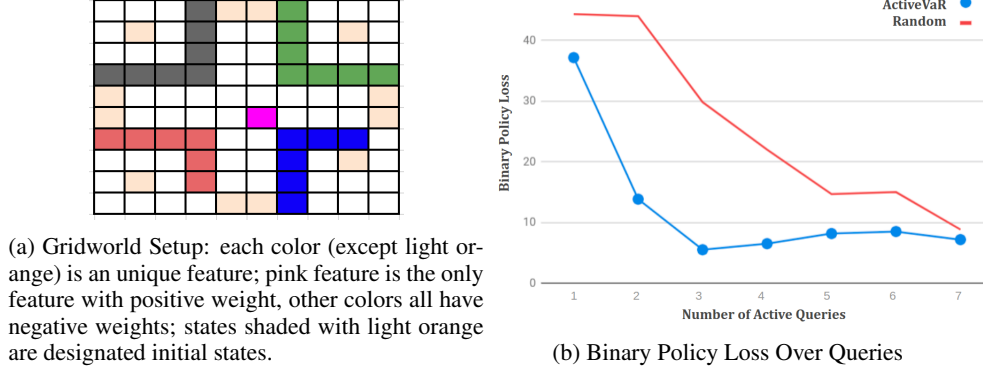 ActiveVaR
Random
40
30
20
10
0
Binary Policy Loss
1 2 3 4 5 6 7
Number of Active Queries
(a) Gridworld Setup: each color (except light or-
ange) is an unique feature; pink feature is the only
feature with positive weight, other colors all have
negative weights; states shaded with light orange
are designated initial states.
(b) Binary Policy Loss Over Queries